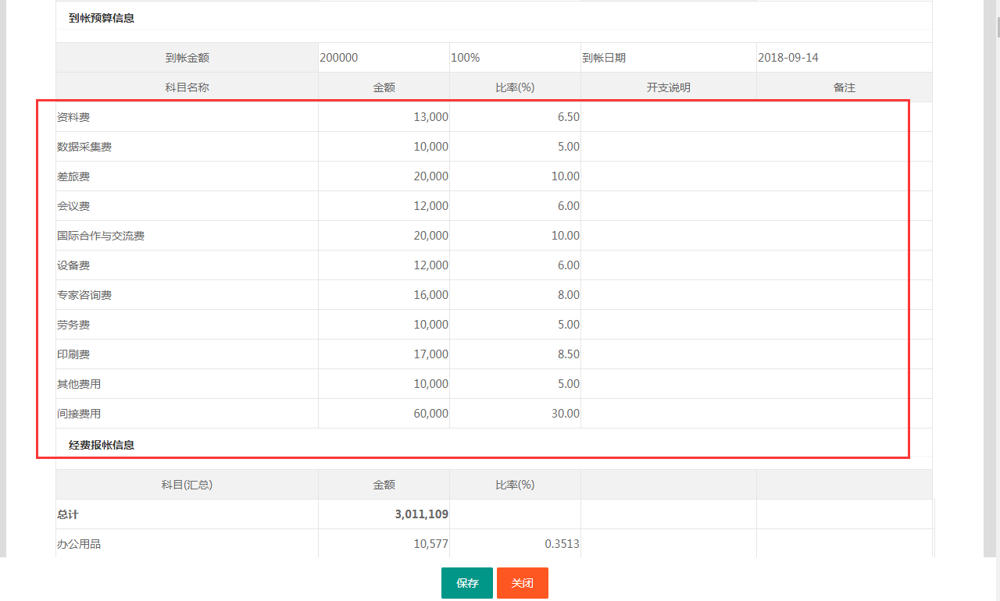 到帐预算信息
到帐金额 200000 100% 到帐日期 2018-09-14
科目名称 金额 比率(%) 开支说明 备注
资料费 13,000 6.50
数据采集费 10,000 5.00
差旅费 20,000 10.00
会议费 12,000 6.00
国际合作与交流费 20,000 10.00
设备费 12,000 6.00
专家咨询费 16,000 8.00
劳务费 10,000 5.00
印刷费 17,000 8.50
其他费用 10,000 5.00
间接费用 60,000 30.00
经费报帐信息
科目(汇总) 金额 比率(%)
总计 3,011,109
办公用品 10,577 0.3513
保存 关闭